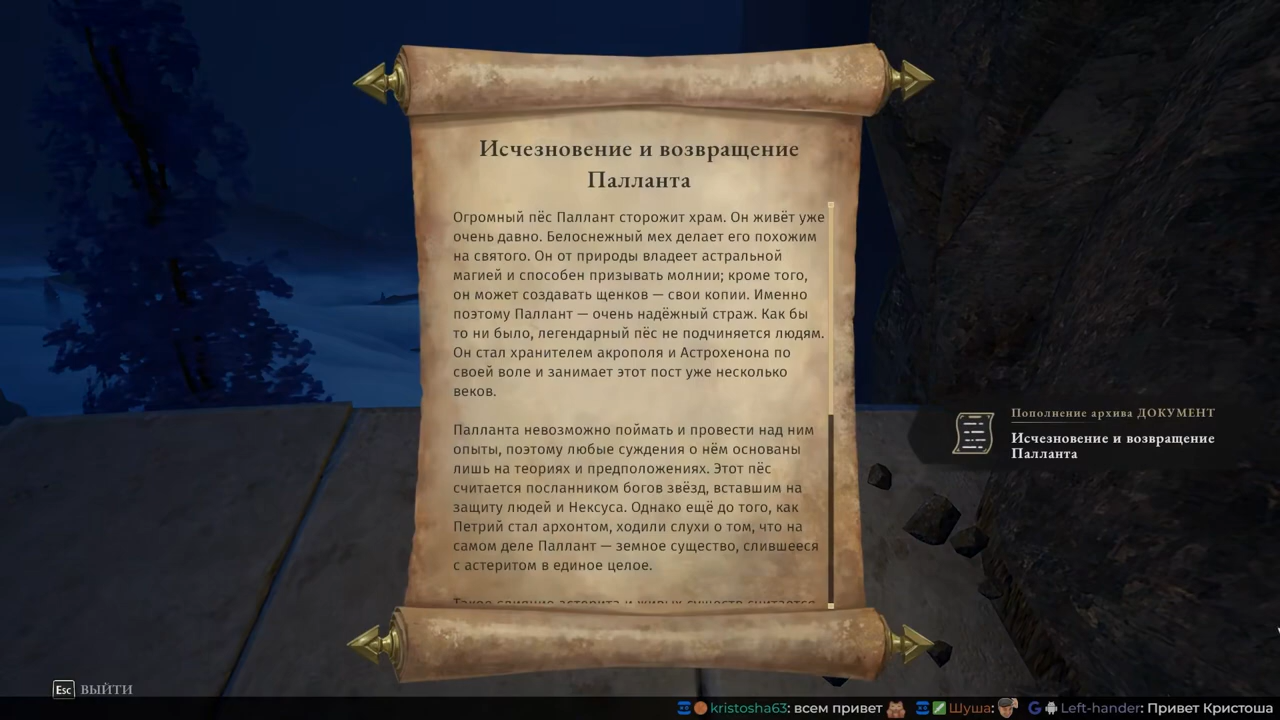 Исчезновение и возвращение
Палланта
Огромный пёс Паллант сторожит храм. Он живёт уже
очень давно. Белоснежный мех делает его похожим
на святого. Он от природы владеет астральной
магией и способен призывать молнии; кроме того,
он может создавать щенков — свои копии. Именно
поэтому Паллант — очень надёжный страж. Как бы
то ни было, легендарный пёс не подчиняется людям.
Он стал хранителем акрополя и Астрохенона по
своей воле и занимает этот пост уже несколько
веков.
Палланта невозможно поймать и провести над ним
опыты, поэтому любые суждения о нём основаны
лишь на теориях и предположениях. Этот пёс
считается посланником богов звёзд, вставшим на
защиту людей и Нексуса. Однако ещё до того, как
Петрий стал архонтом, ходили слухи о том, что на
самом деле Паллант — земное существо, слившееся
с астеритом в единое целое.
Пополнение архива ДОКУМЕНТ
Исчезновение и возвращение
Палланта
Esc ВЫЙТИ
kristosha63: всем привет Шуша: Left-hander: Привет Кристоша